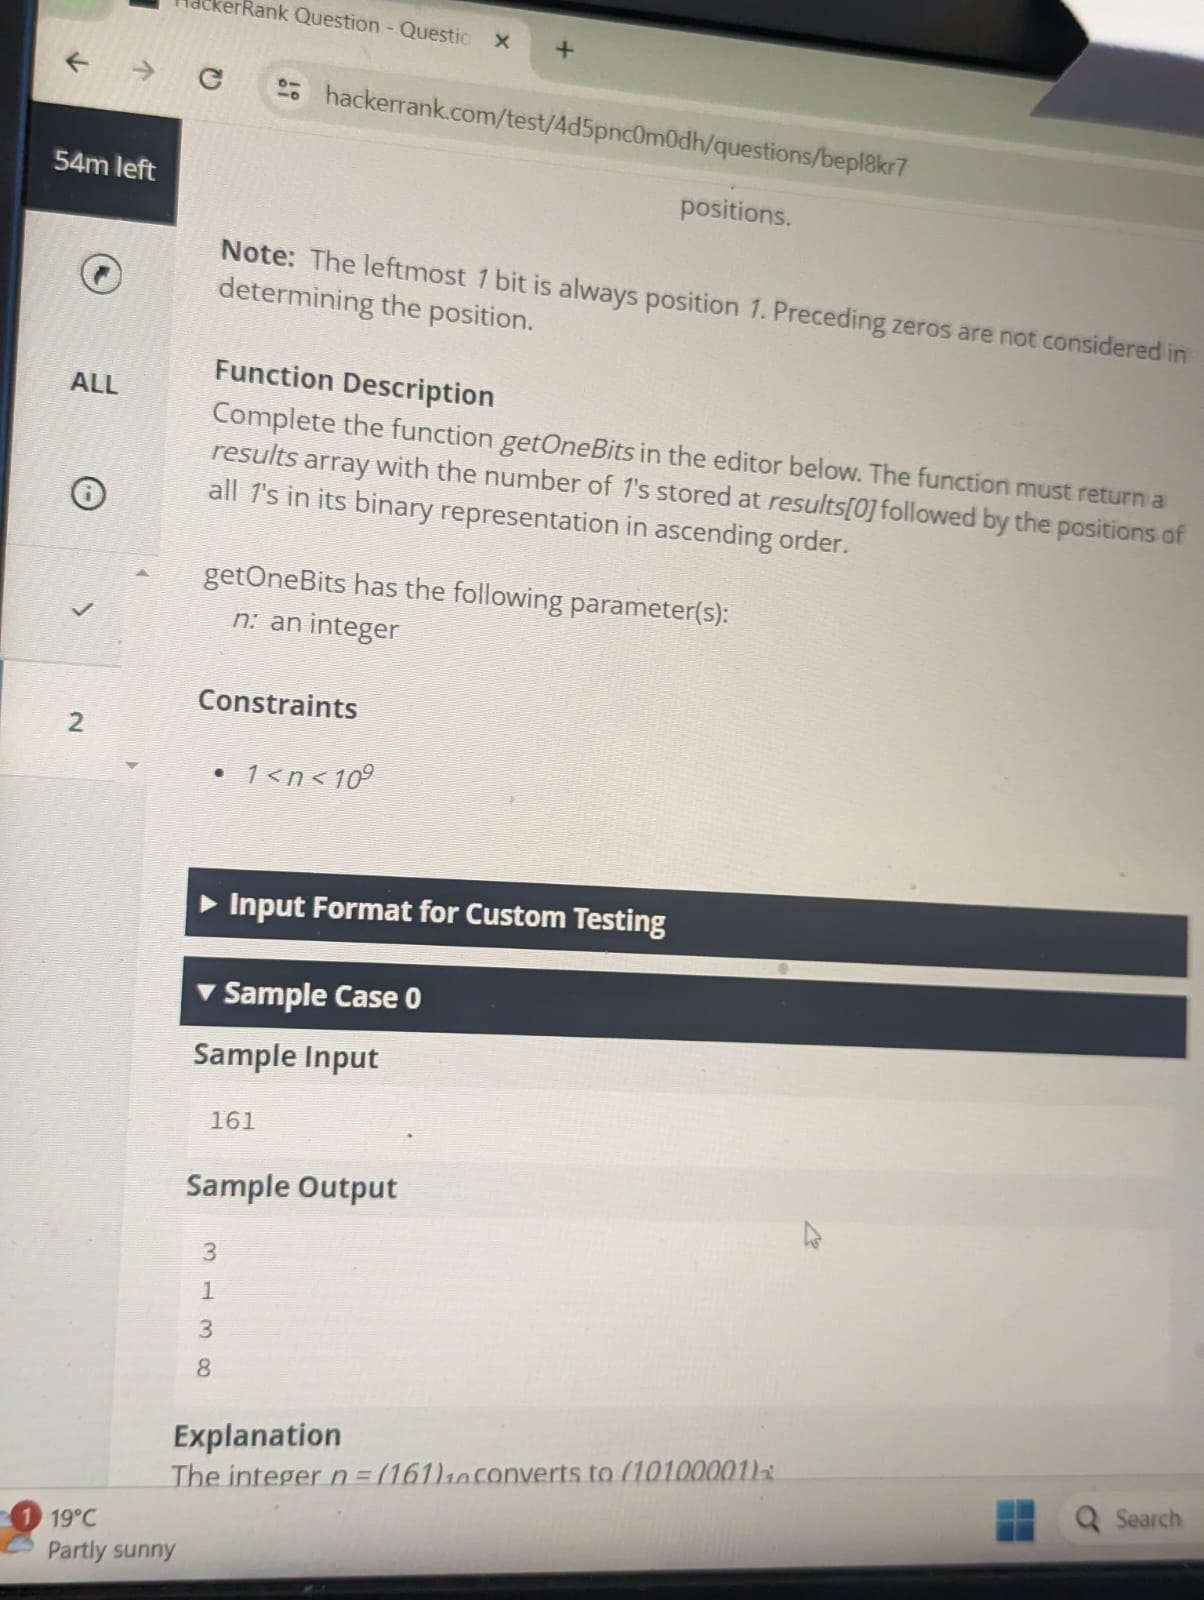 HackerRank Question - Questio
hackerrank.com/test/4d5pnc0m0dh/questions/bepl8kr7
54m left
positions.
Note: The leftmost 1 bit is always position 1. Preceding zeros are not considered in
determining the position.
ALL
Function Description
Complete the function getOneBits in the editor below. The function must return a
results array with the number of 1's stored at results[0] followed by the positions of
all 1's in its binary representation in ascending order.
getOneBits has the following parameter(s):
n: an integer
2
Constraints
• 1 < n < 10⁹
▶ Input Format for Custom Testing
▼ Sample Case 0
Sample Input
161
Sample Output
3
1
3
8
Explanation
The integer n = (161)₁₀ converts to (10100001)₂:
1
19°C
Partly sunny
Search